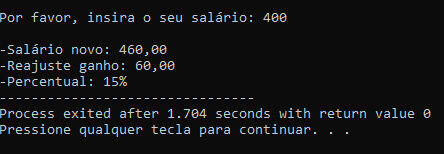 Por favor, insira o seu salário: 400
-Salário novo: 460,00
-Reajuste ganho: 60,00
-Percentual: 15%
--------------------------------
Process exited after 1.704 seconds with return value 0
Pressione qualquer tecla para continuar. . .